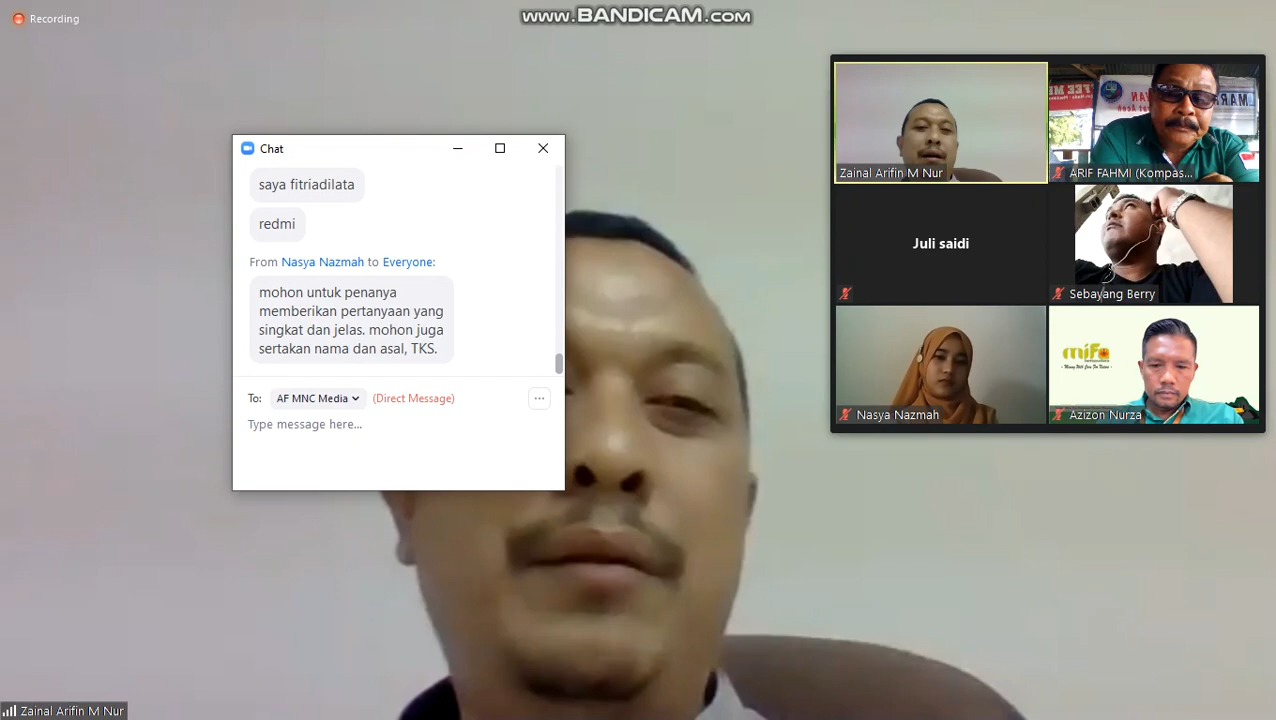 Recording
WWW.BANDICAM.COM
Chat
saya fitriadilata
redmi
From Nasya Nazmah to Everyone:
mohon untuk penanya
memberikan pertanyaan yang
singkat dan jelas. mohon juga
sertakan nama dan asal, TKS.
To: AF MNC Media (Direct Message)
Type message here...
Zainal Arifin M Nur
ARIF FAHMI (Kompas...
Juli saidi
Sebayang Berry
Nasya Nazmah
mifa
Azizon Nurza
Zainal Arifin M Nur